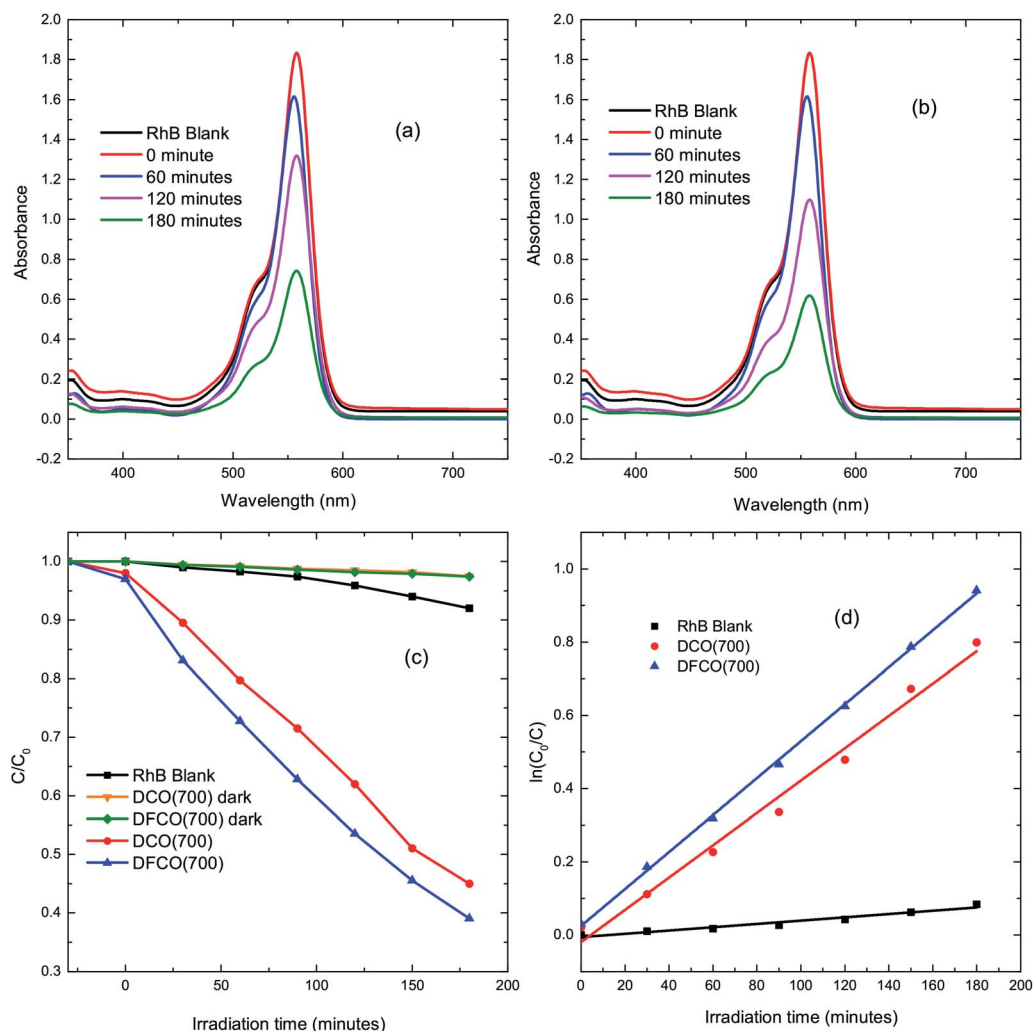 2.0
1.8
1.6
1.4
1.2
1.0
0.8
0.6
0.4
0.2
0.0
-0.2
Absorbance
RhB Blank
0 minute
60 minutes
120 minutes
180 minutes
(a)
400 500 600 700
Wavelength (nm)
2.0
1.8
1.6
1.4
1.2
1.0
0.8
0.6
0.4
0.2
0.0
-0.2
Absorbance
RhB Blank
0 minute
60 minutes
120 minutes
180 minutes
(b)
400 500 600 700
Wavelength (nm)
1.0
0.9
0.8
0.7
0.6
0.5
0.4
0.3
C/C₀
(c)
RhB Blank
DCO(700) dark
DFCO(700) dark
DCO(700)
DFCO(700)
0 50 100 150 200
Irradiation time (minutes)
1.0
0.8
0.6
0.4
0.2
0.0
ln(C₀/C)
RhB Blank
DCO(700)
DFCO(700)
(d)
0 20 40 60 80 100 120 140 160 180 200
Irradiation time (minutes)